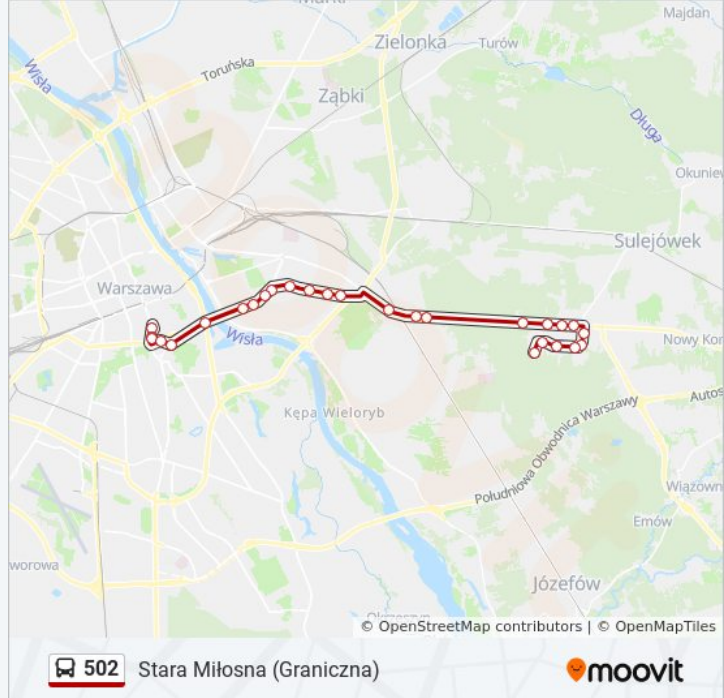 Majdan
Zielonka
Turów
Toruńska
Ząbki
Wisła
Długa
Okuniew
Sulejówek
Warszawa
Wisła
Nowy Kon
Kępa Wieloryb
Autos
Południowa Obwodnica Warszawy
Wiązown
Emów
worowa
Józefów
© OpenStreetMap contributors | © OpenMapTiles
502 Stara Miłosna (Graniczna)
moovit